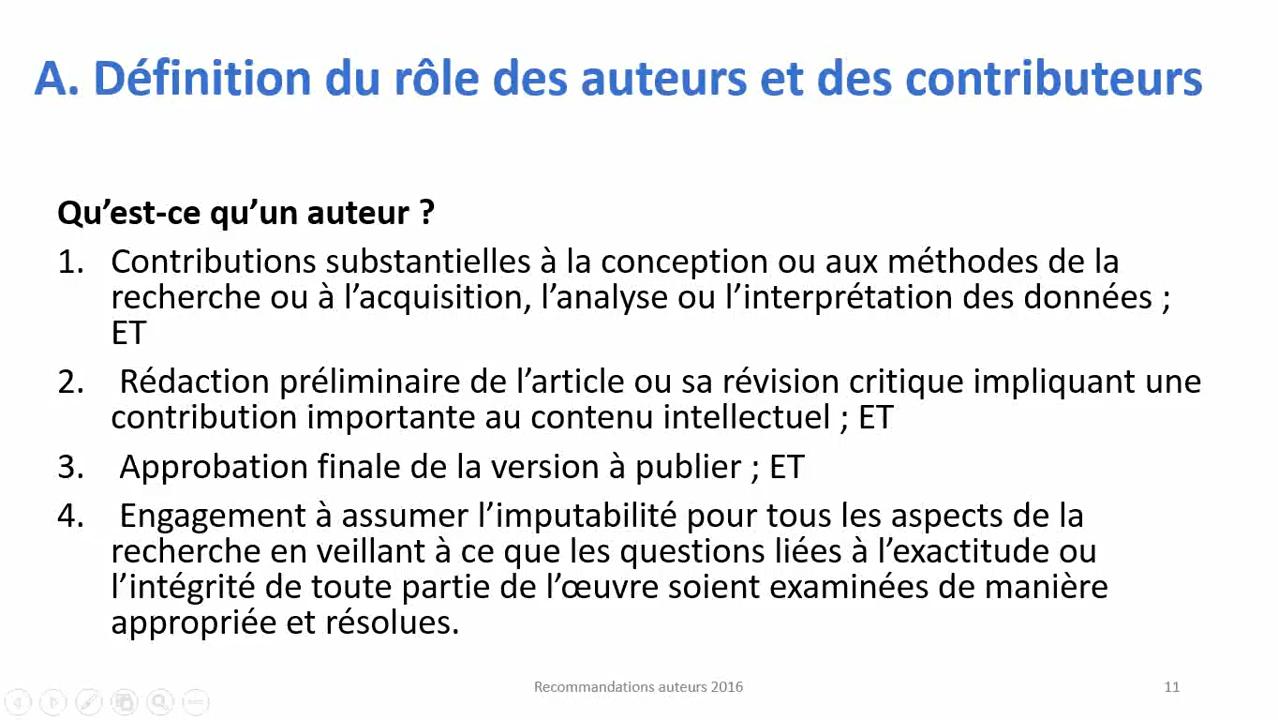 A. Définition du rôle des auteurs et des contributeurs
Qu’est-ce qu’un auteur ?
1. Contributions substantielles à la conception ou aux méthodes de la
recherche ou à l’acquisition, l’analyse ou l’interprétation des données ;
ET
2. Rédaction préliminaire de l’article ou sa révision critique impliquant une
contribution importante au contenu intellectuel ; ET
3. Approbation finale de la version à publier ; ET
4. Engagement à assumer l’imputabilité pour tous les aspects de la
recherche en veillant à ce que les questions liées à l’exactitude ou
l’intégrité de toute partie de l’œuvre soient examinées de manière
appropriée et résolues.
Recommandations auteurs 2016
11